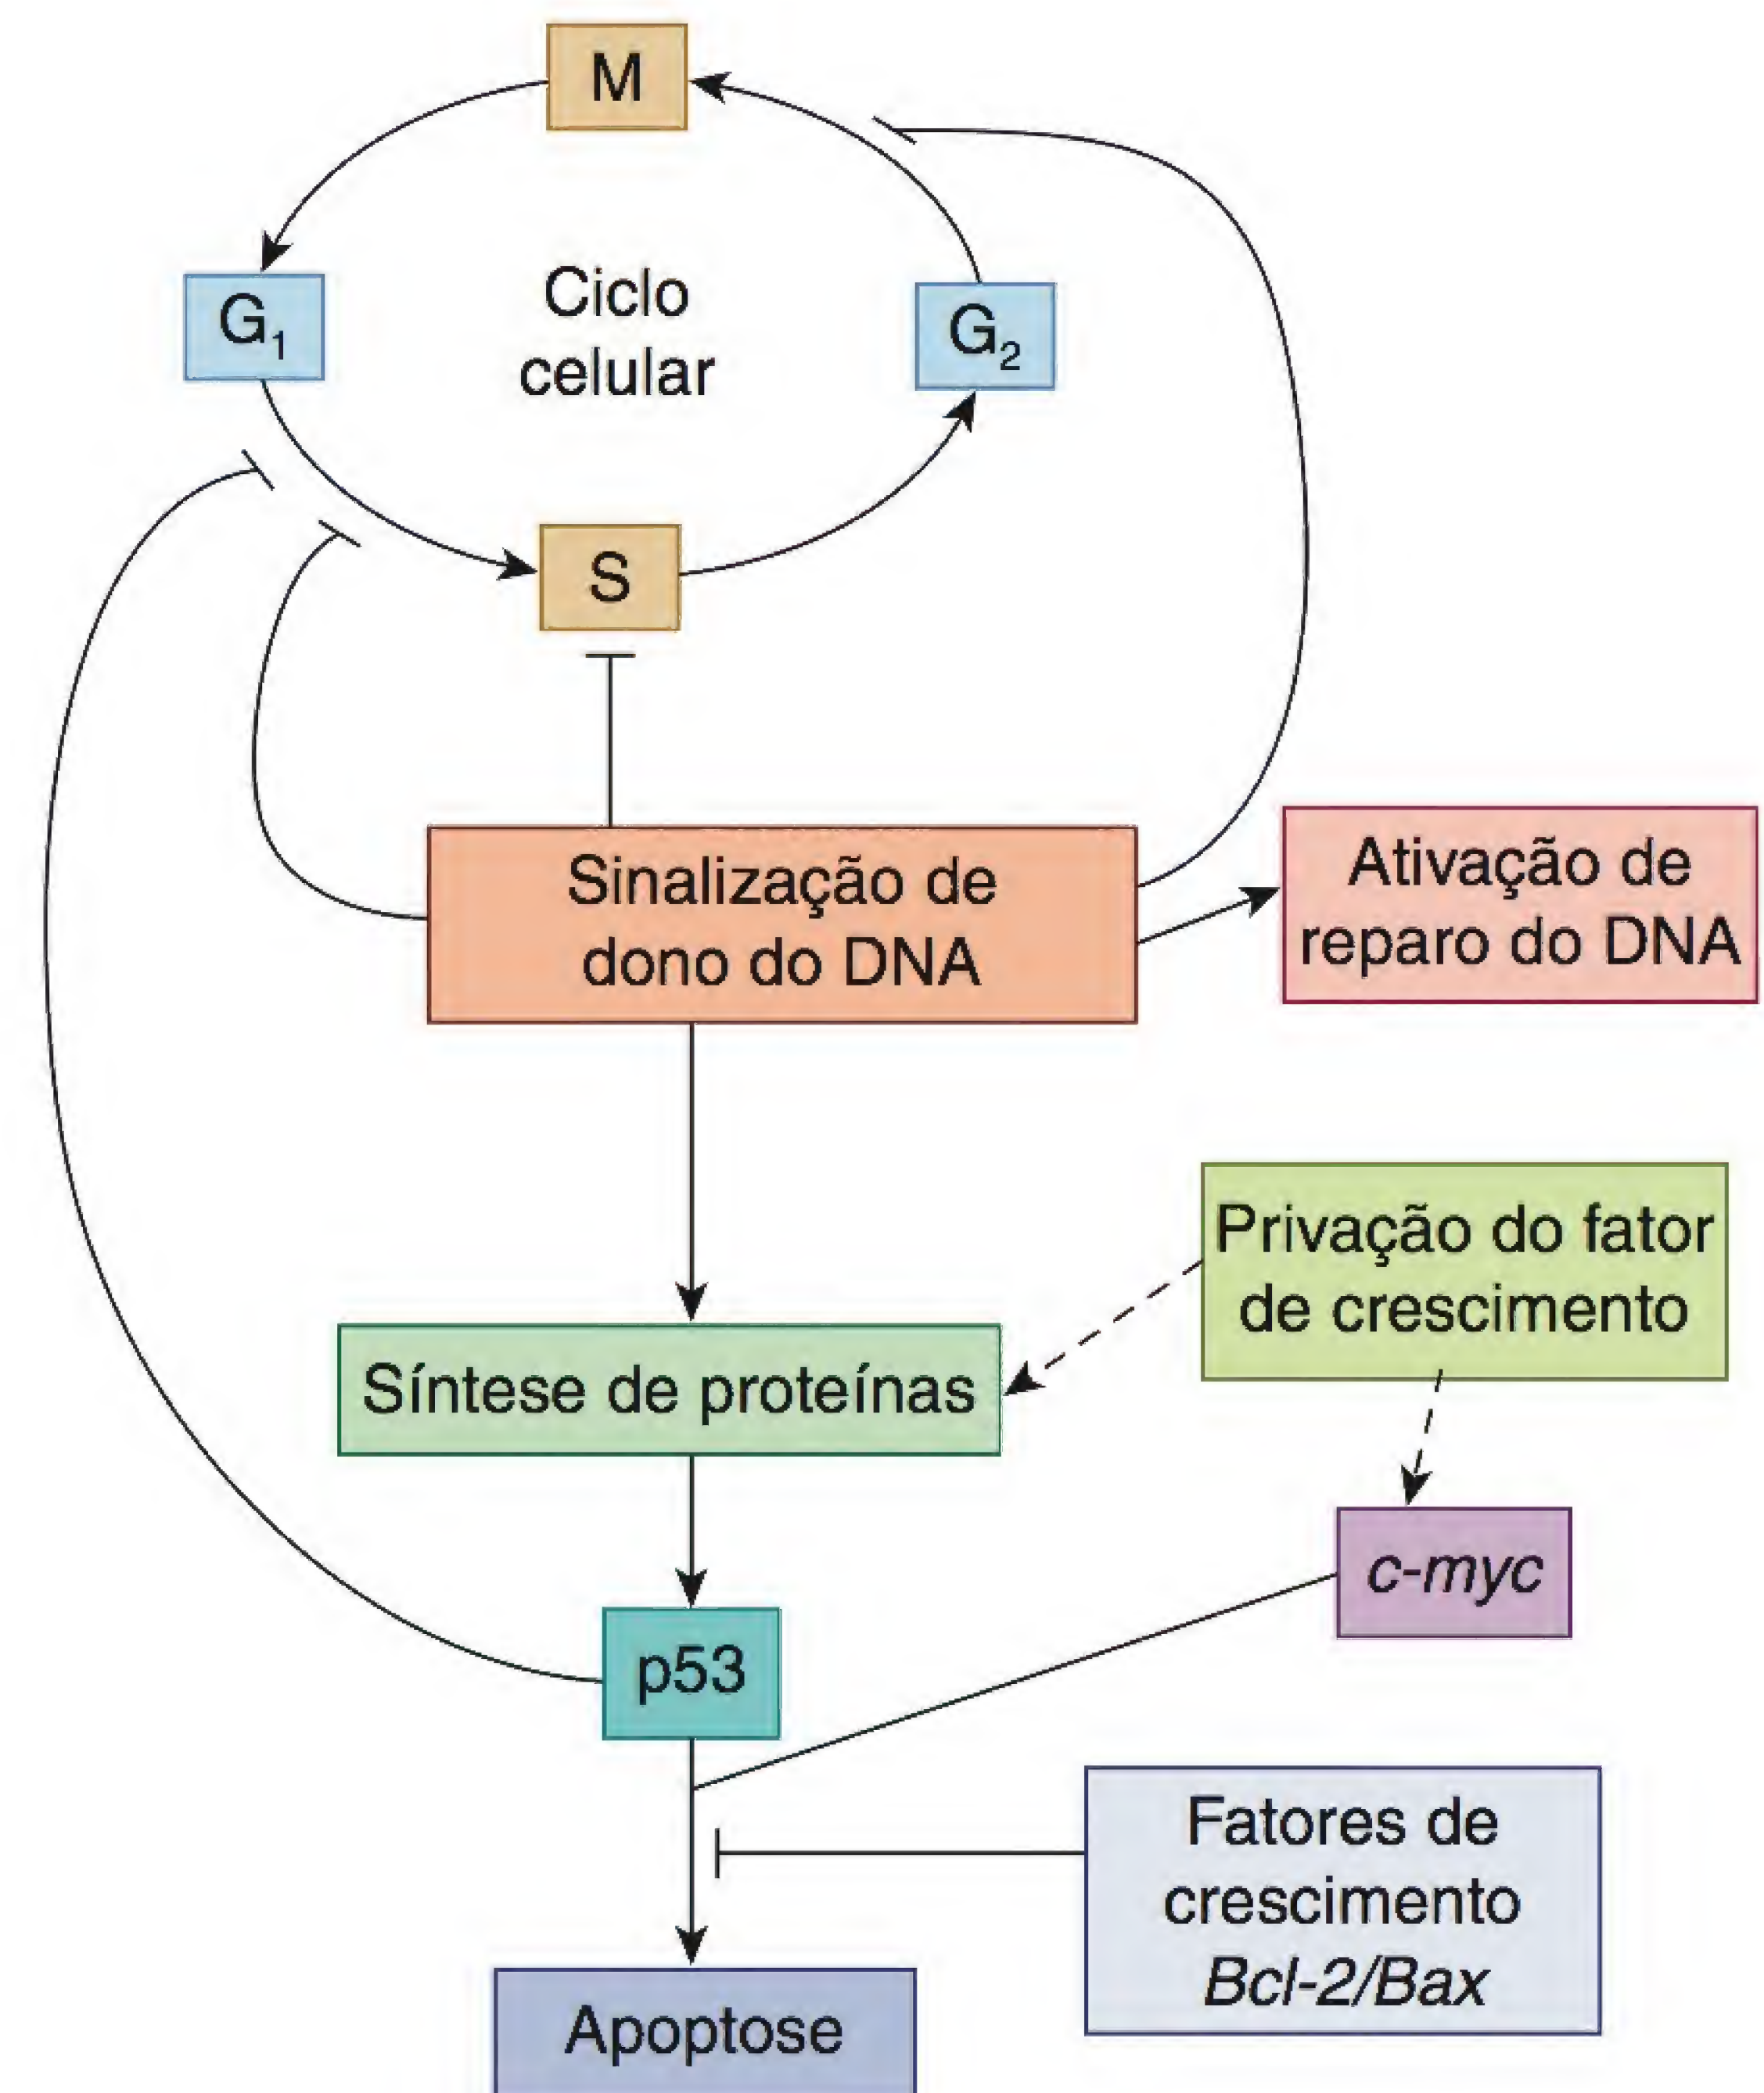 M
G₁
Ciclo
celular
G₂
S
Sinalização de
dono do DNA
Ativação de
reparo do DNA
Privação do fator
de crescimento
Síntese de proteínas
c-myc
p53
Fatores de
crescimento
Bcl-2/Bax
Apoptose